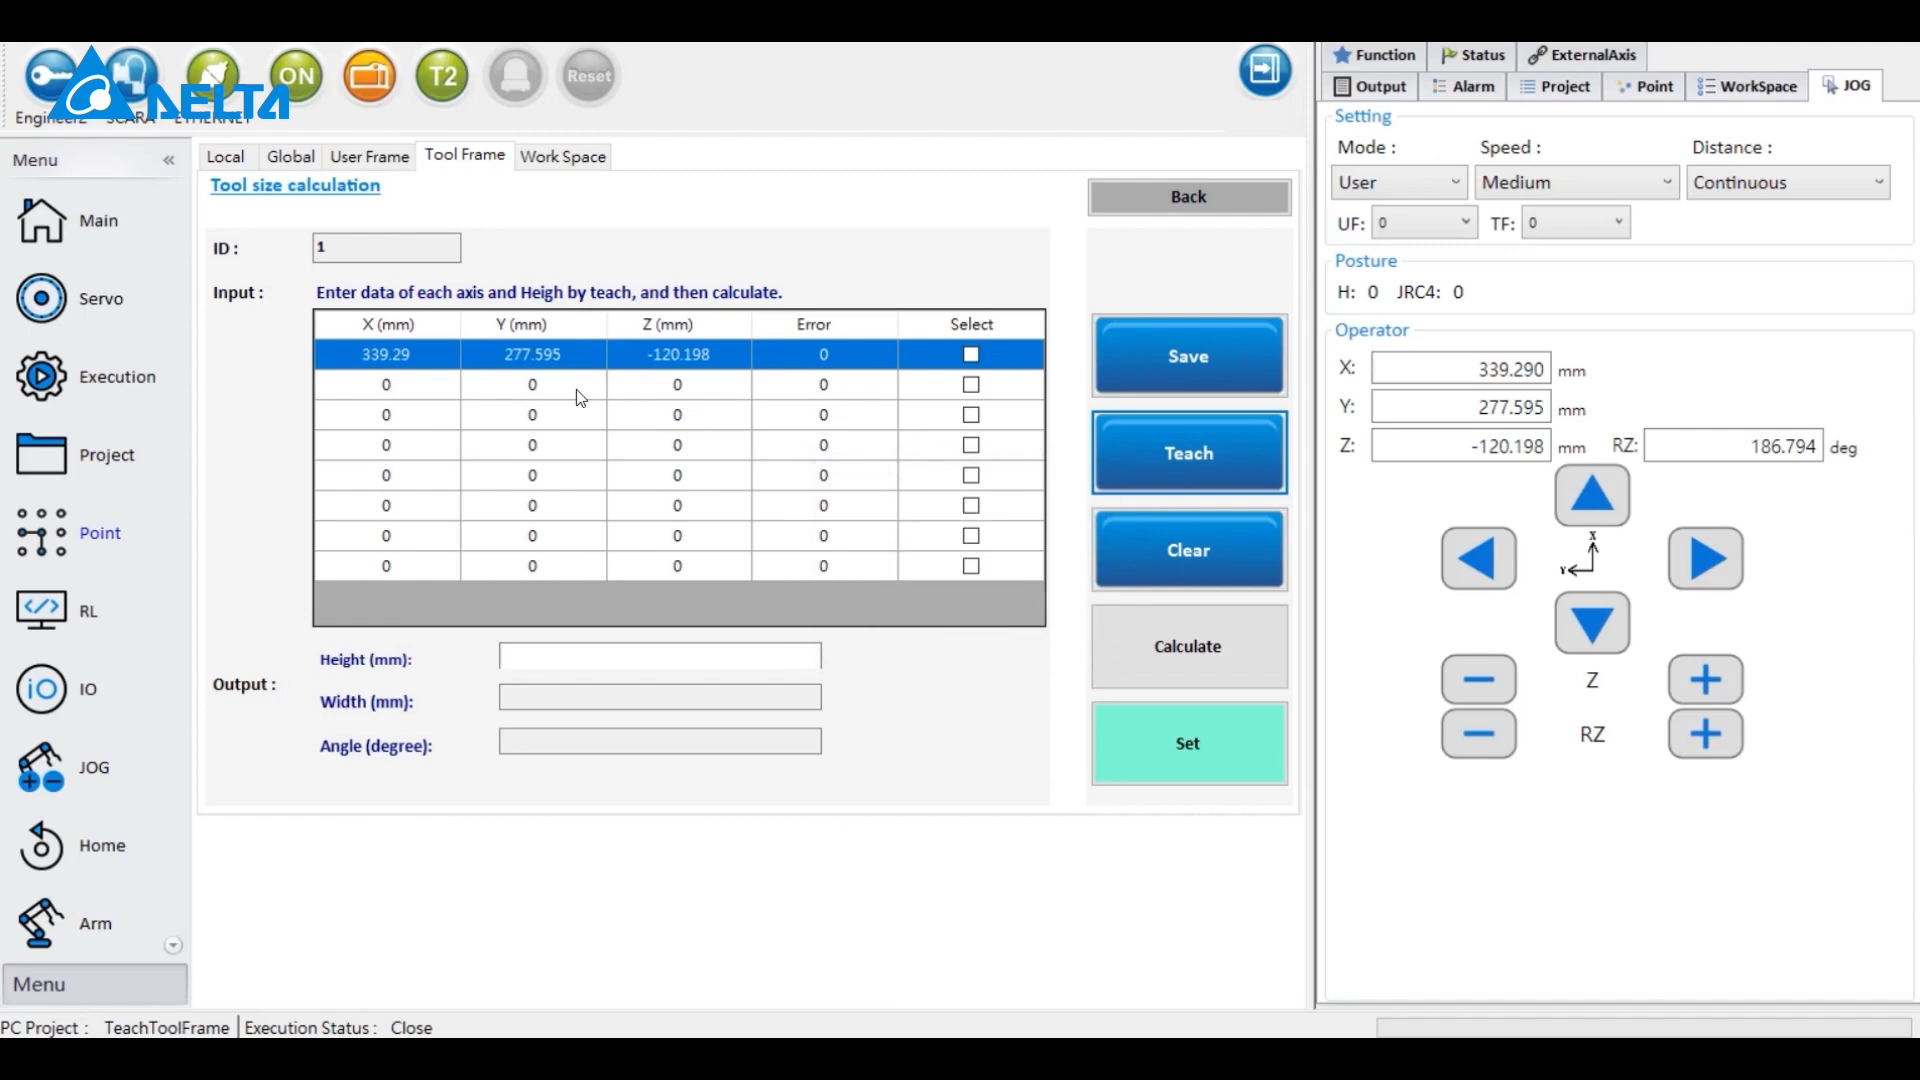 ON T2 Reset
DELTA
Function Status ExternalAxis
Output Alarm Project Point WorkSpace JOG
Menu «
Main
Servo
Execution
Project
Point
RL
iO IO
JOG
Home
Arm
Menu
Local Global User Frame Tool Frame Work Space
Tool size calculation
Back
ID : 1
Input : Enter data of each axis and Heigh by teach, and then calculate.
X (mm) Y (mm) Z (mm) Error Select
339.29 277.595 -120.198 0
0 0 0 0
0 0 0 0
0 0 0 0
0 0 0 0
0 0 0 0
0 0 0 0
0 0 0 0
Output :
Height (mm):
Width (mm):
Angle (degree):
Save
Teach
Clear
Calculate
Set
Setting
Mode : Speed : Distance :
User Medium Continuous
UF: 0 TF: 0
Posture
H: 0 JRC4: 0
Operator
X: 339.290 mm
Y: 277.595 mm
Z: -120.198 mm RZ: 186.794 deg
X
Y
Z
RZ
PC Project : TeachToolFrame Execution Status : Close